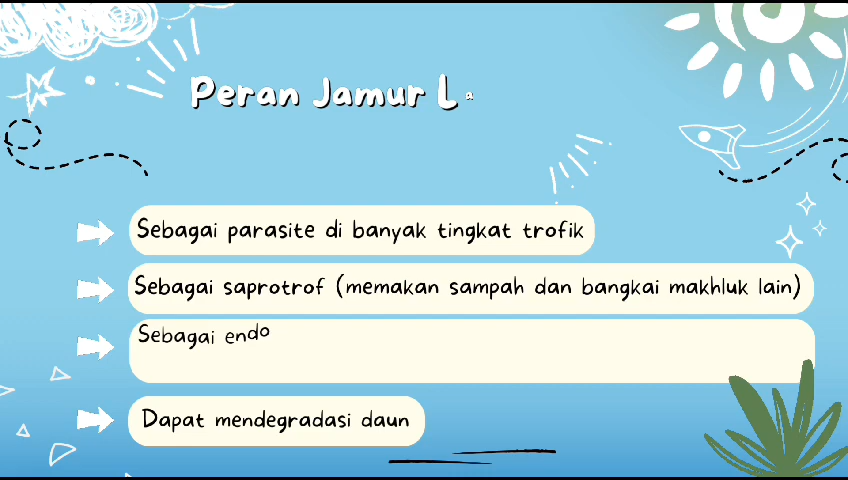 Peran Jamur La
Sebagai parasite di banyak tingkat trofik
Sebagai saprotrof (memakan sampah dan bangkai makhluk lain)
Sebagai endo
Dapat mendegradasi daun